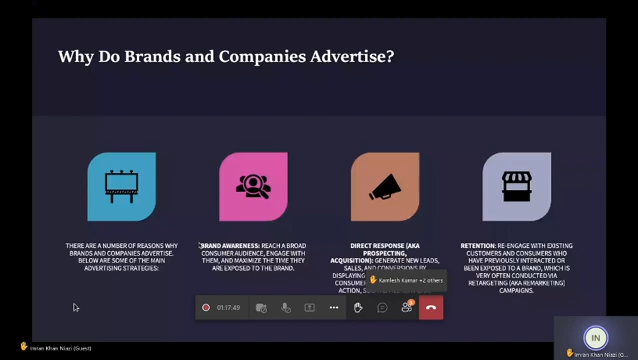 Why Do Brands and Companies Advertise?
THERE ARE A NUMBER OF REASONS WHY
BRANDS AND COMPANIES ADVERTISE.
BELOW ARE SOME OF THE MAIN
ADVERTISING STRATEGIES:
BRAND AWARENESS: REACH A BROAD
CONSUMER AUDIENCE, ENGAGE WITH
THEM, AND MAXIMIZE THE TIME THEY
ARE EXPOSED TO THE BRAND.
DIRECT RESPONSE (AKA
PROSPECTING,
ACQUISITION): GENERATE NEW LEADS,
SALES, AND CONVERSIONS BY
DISPLAYING
ACTION,
RETENTION: RE-ENGAGE WITH EXISTING
CUSTOMERS AND CONSUMERS WHO
HAVE PREVIOUSLY INTERACTED OR
BEEN EXPOSED TO A BRAND, WHICH IS
VERY OFTEN CONDUCTED VIA
RETARGETING (AKA REMARKETING)
CAMPAIGNS.
Kamlesh Kumar +2 others
01:17:49
Imran Khan Niazi (Guest)
IN
Imran Khan Niazi (Guest)